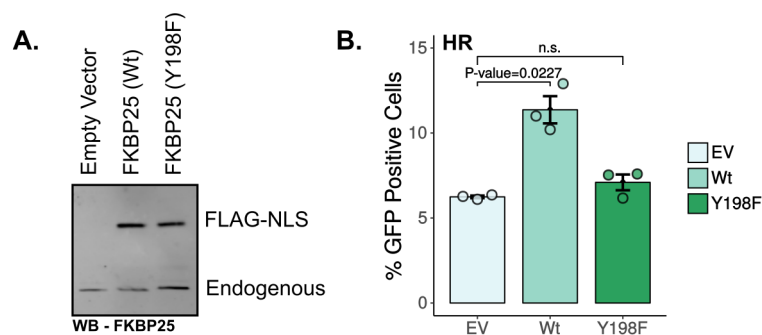 A.
Empty Vector
FKBP25 (Wt)
FKBP25 (Y198F)
FLAG-NLS
Endogenous
WB - FKBP25
B.
HR
n.s.
P-value=0.0227
% GFP Positive Cells
15
10
5
0
EV
Wt
Y198F
EV
Wt
Y198F